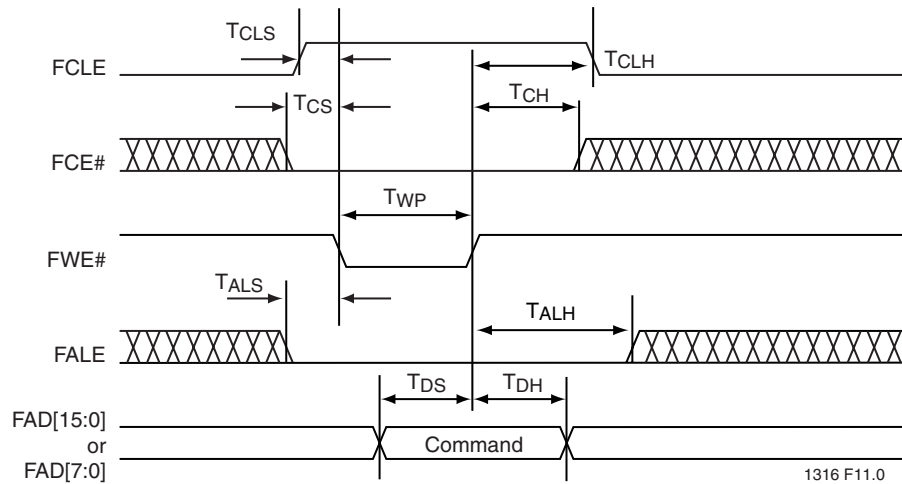 TCLS
FCLE
TCLH
TCS
TCH
FCE#
TWP
FWE#
TALS
TALH
FALE
TDS
TDH
FAD[15:0]
or
FAD[7:0]
Command
1316 F11.0